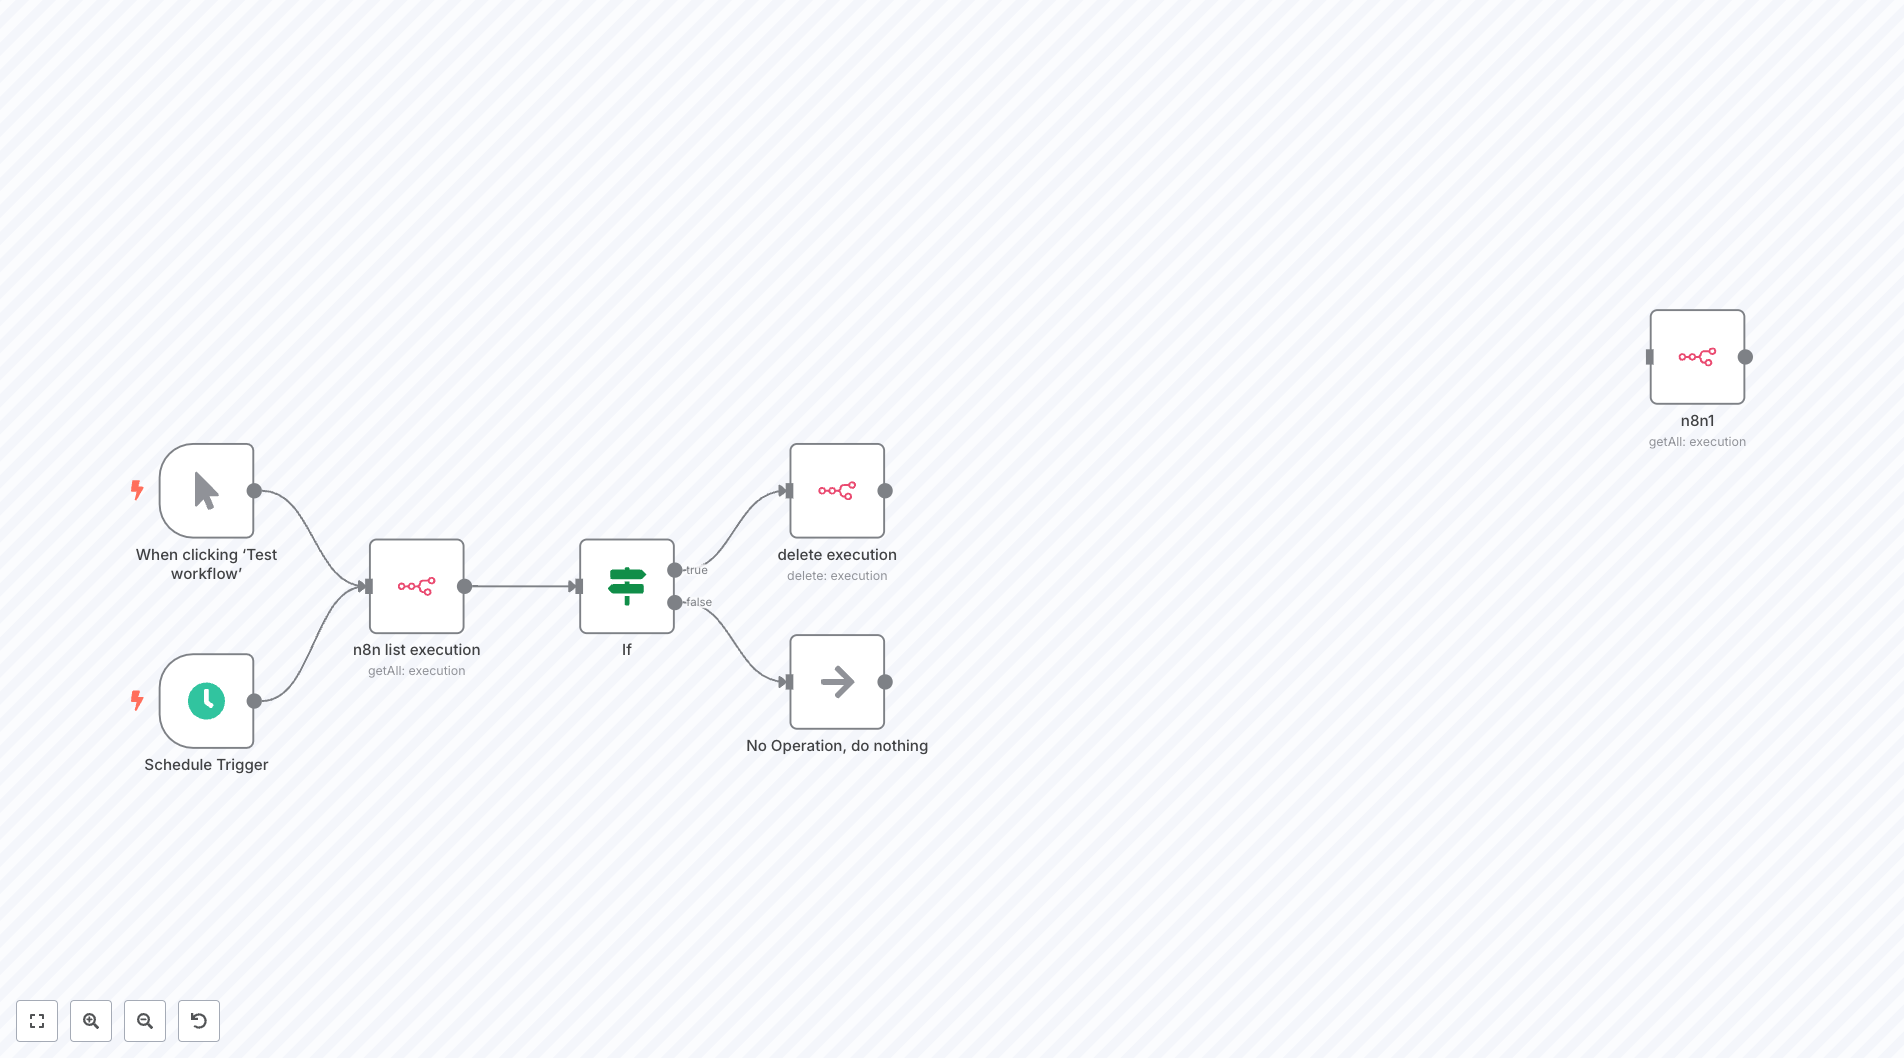 n8n1
getAll: execution
When clicking ‘Test
workflow’
delete execution
delete: execution
true
false
n8n list execution
getAll: execution
If
No Operation, do nothing
Schedule Trigger